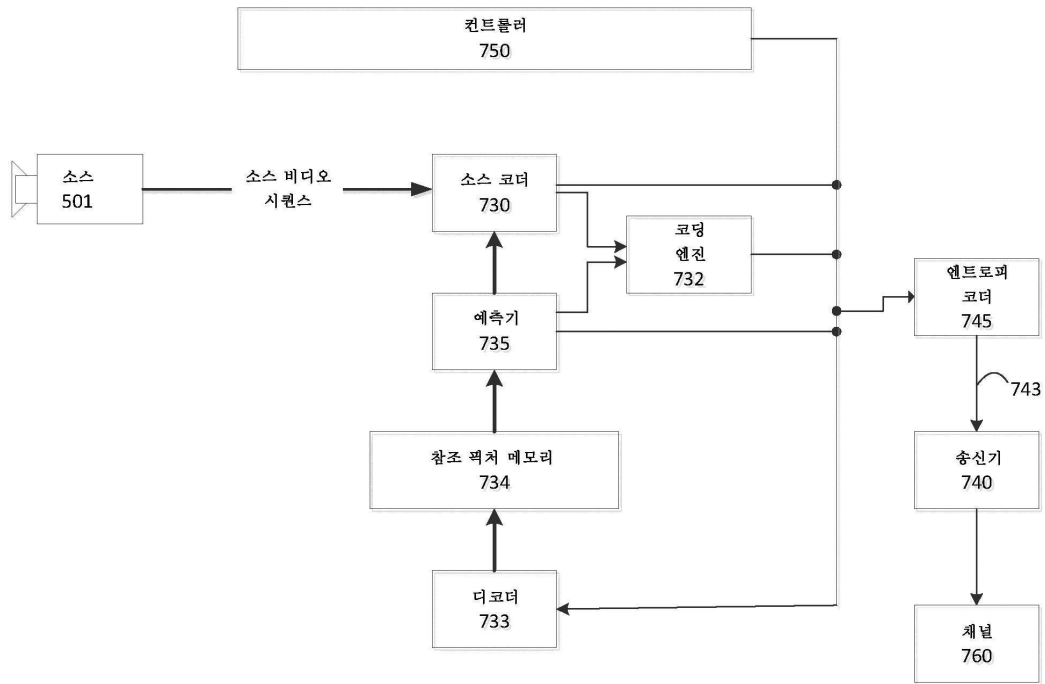 컨트롤러
750
소스
501
소스 비디오
시퀀스
소스 코더
730
코딩
엔진
732
엔트로피
코더
745
예측기
735
743
참조 픽처 메모리
734
송신기
740
디코더
733
채널
760